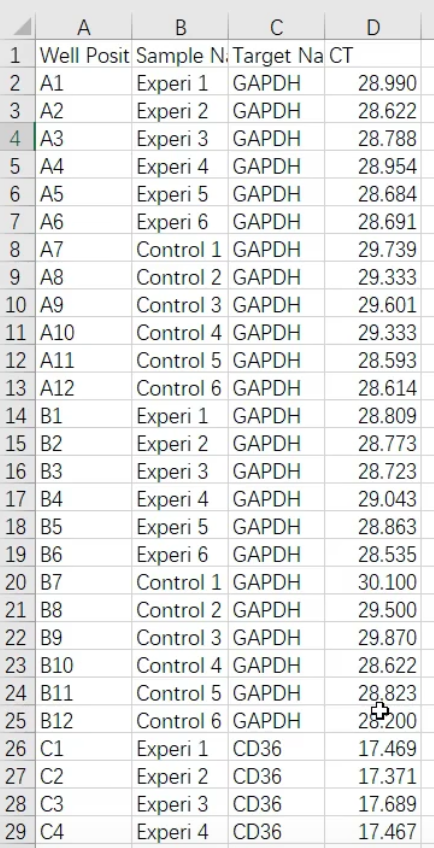 A B C D
1 Well Posit Sample Na Target Na CT
2 A1 Experi 1 GAPDH 28.990
3 A2 Experi 2 GAPDH 28.622
4 A3 Experi 3 GAPDH 28.788
5 A4 Experi 4 GAPDH 28.954
6 A5 Experi 5 GAPDH 28.684
7 A6 Experi 6 GAPDH 28.691
8 A7 Control 1 GAPDH 29.739
9 A8 Control 2 GAPDH 29.333
10 A9 Control 3 GAPDH 29.601
11 A10 Control 4 GAPDH 29.333
12 A11 Control 5 GAPDH 28.593
13 A12 Control 6 GAPDH 28.614
14 B1 Experi 1 GAPDH 28.809
15 B2 Experi 2 GAPDH 28.773
16 B3 Experi 3 GAPDH 28.723
17 B4 Experi 4 GAPDH 29.043
18 B5 Experi 5 GAPDH 28.863
19 B6 Experi 6 GAPDH 28.535
20 B7 Control 1 GAPDH 30.100
21 B8 Control 2 GAPDH 29.500
22 B9 Control 3 GAPDH 29.870
23 B10 Control 4 GAPDH 28.622
24 B11 Control 5 GAPDH 28.823
25 B12 Control 6 GAPDH 28.200
26 C1 Experi 1 CD36 17.469
27 C2 Experi 2 CD36 17.371
28 C3 Experi 3 CD36 17.689
29 C4 Experi 4 CD36 17.467